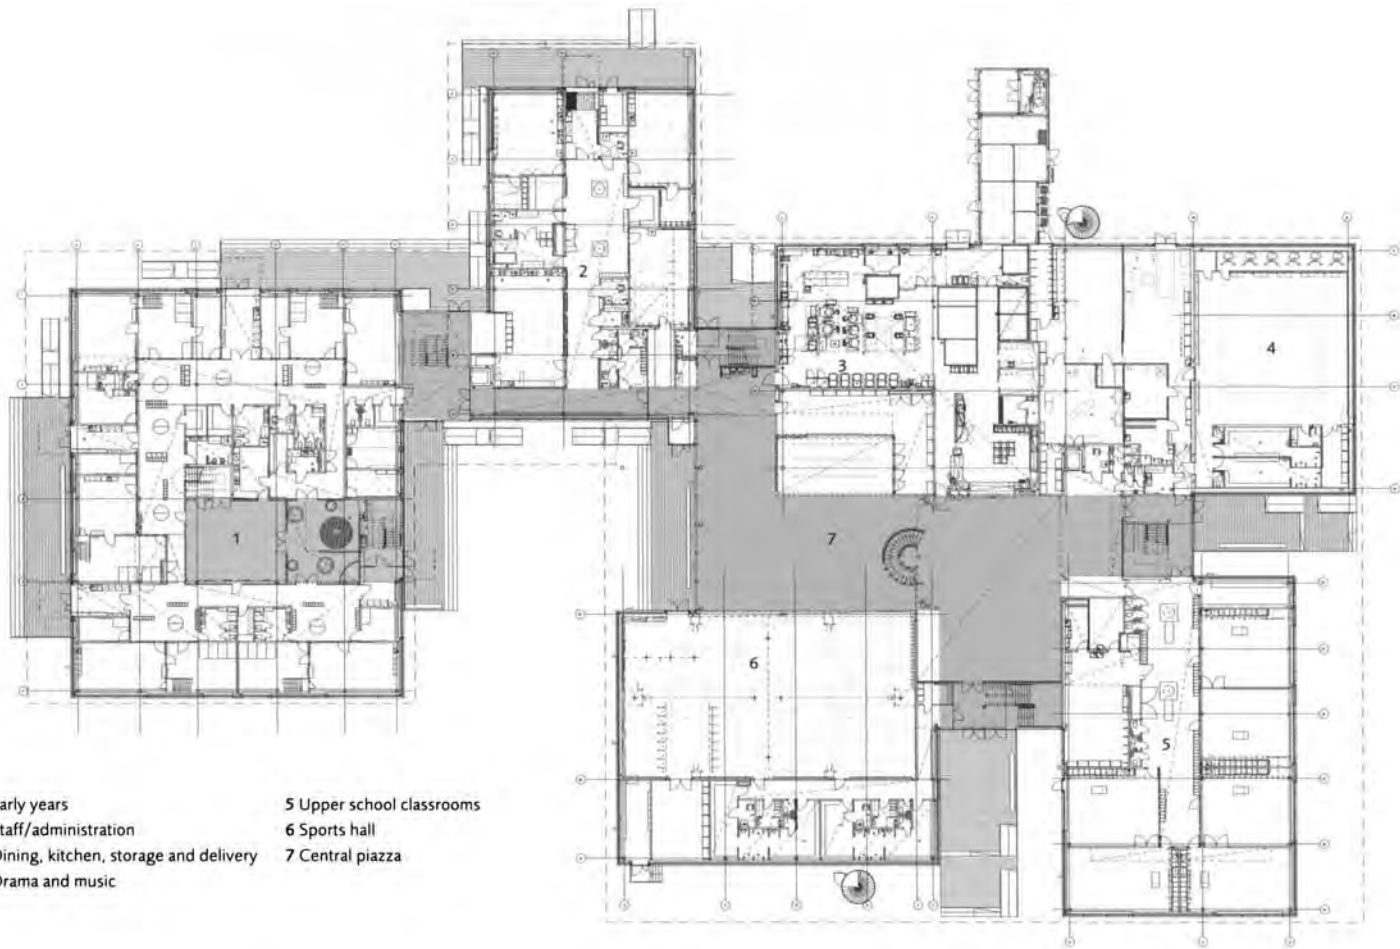 2
3
4
1
7
6
5
arly years
taff/administration
Dining, kitchen, storage and delivery
Drama and music
5 Upper school classrooms
6 Sports hall
7 Central piazza